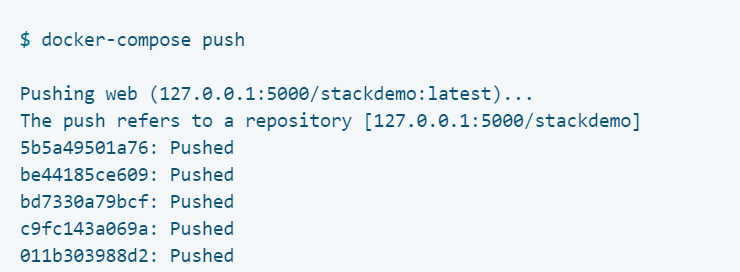 $ docker-compose push
Pushing web (127.0.0.1:5000/stackdemo:latest)...
The push refers to a repository [127.0.0.1:5000/stackdemo]
5b5a49501a76: Pushed
be44185ce609: Pushed
bd7330a79bcf: Pushed
c9fc143a069a: Pushed
011b303988d2: Pushed